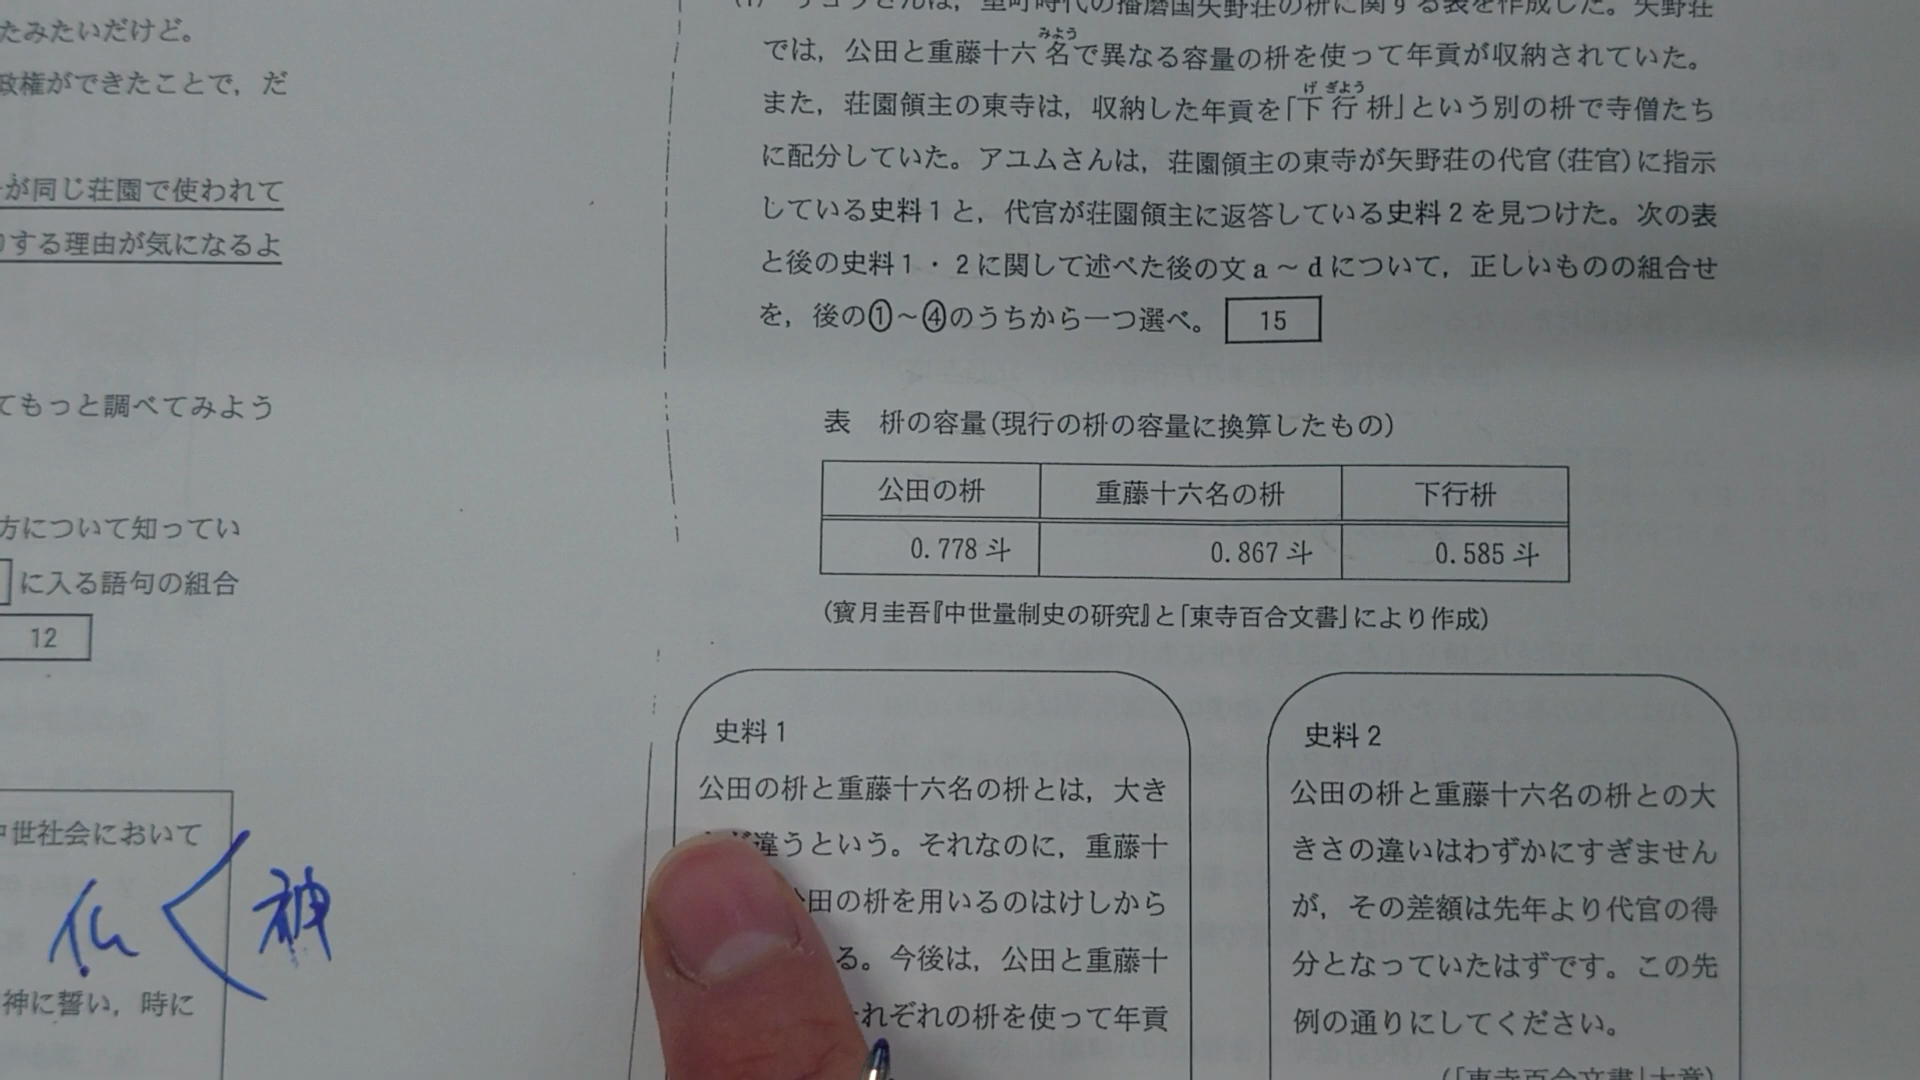 たみたいだけど。
政権ができたことで，だ
が同じ荘園で使われて
する理由が気になるよ
てもっと調べてみよう
方について知ってい
に入る語句の組合
12
中世社会において
仏 < 神
神に誓い，時に
では，公田と重藤十六名で異なる容量の枡を使って年貢が収納されていた。
みよう
また，荘園領主の東寺は，収納した年貢を「下行枡」という別の枡で寺僧たち
げ ぎよう
に配分していた。アユムさんは，荘園領主の東寺が矢野荘の代官(荘官)に指示
している史料1と，代官が荘園領主に返答している史料2を見つけた。次の表
と後の史料1・2に関して述べた後の文a～dについて，正しいものの組合せ
を，後の①～④のうちから一つ選べ。 15
表 枡の容量(現行の枡の容量に換算したもの)
公田の枡 重藤十六名の枡 下行枡
0.778斗 0.867斗 0.585斗
(寳月圭吾『中世量制史の研究』と「東寺百合文書」により作成)
史料1
公田の枡と重藤十六名の枡とは，大き
違うという。それなのに，重藤十
田の枡を用いるのはけしから
る。今後は，公田と重藤十
れぞれの枡を使って年貢
史料2
公田の枡と重藤十六名の枡との大
きさの違いはわずかにすぎません
が，その差額は先年より代官の得
分となっていたはずです。この先
例の通りにしてください。